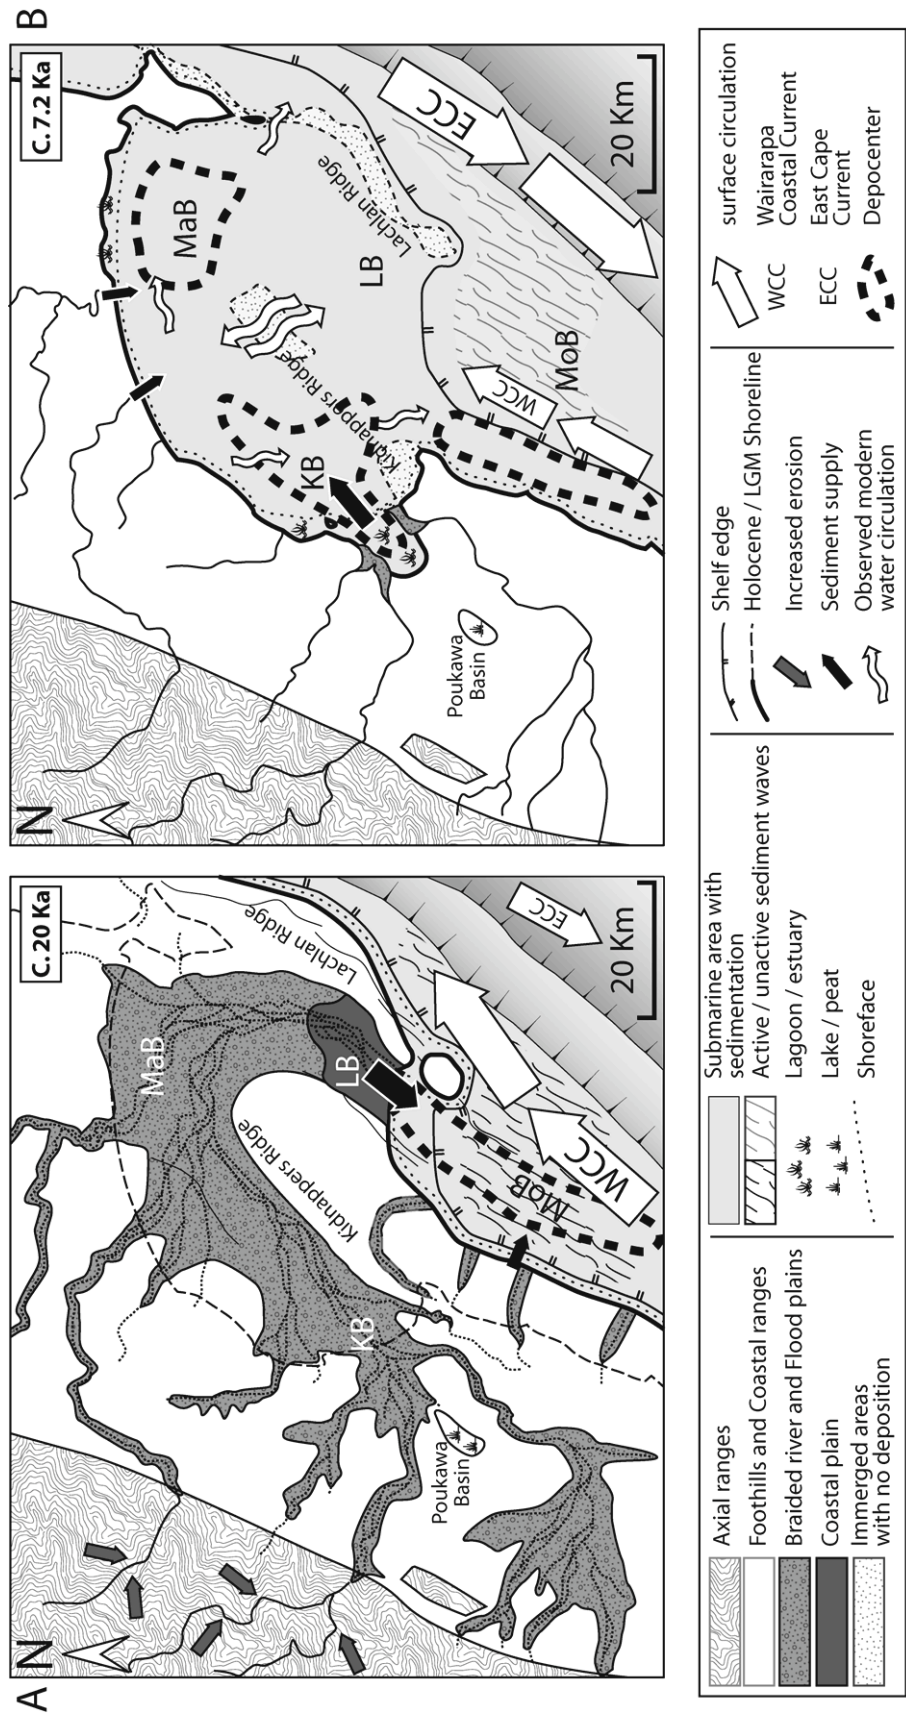 A
N
C. 20 Ka
MaB
Lachlan Ridge
LB
Kidnappers Ridge
KB
MoB
WCC
ECC
Poukawa
Basin
20 Km
B
N
C. 7.2 Ka
MaB
Lachlan Ridge
LB
Kidnappers Ridge
KB
MoB
WCC
ECC
Poukawa
Basin
20 Km
Axial ranges
Foothills and Coastal ranges
Braided river and Flood plains
Coastal plain
Immerged areas
with no deposition
Submarine area with
sedimentation
Active / unactive sediment waves
Lagoon / estuary
Lake / peat
Shoreface
Shelf edge
Holocene / LGM Shoreline
Increased erosion
Sediment supply
Observed modern
water circulation
surface circulation
WCC
Wairarapa
Coastal Current
ECC
East Cape
Current
Depocenter